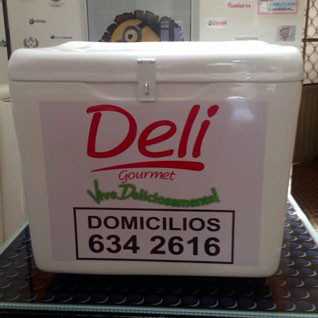 Deli
Gourmet
Vive Deliciosamente!
DOMICILIOS
634 2616